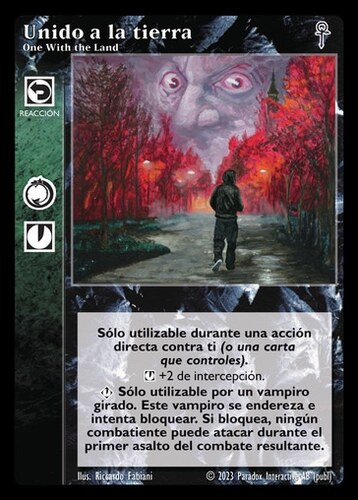 Unido a la tierra
One With the Land
REACCIÓN
Sólo utilizable durante una acción
directa contra ti (o una carta
que controles).
+2 de intercepción.
Sólo utilizable por un vampiro
girado. Este vampiro se endereza e
intenta bloquear. Si bloquea, ningún
combatiente puede atacar durante el
primer asalto del combate resultante.
Ilus. Riccardo Fabiani
© 2023 Paradox Interactive AB (publ)